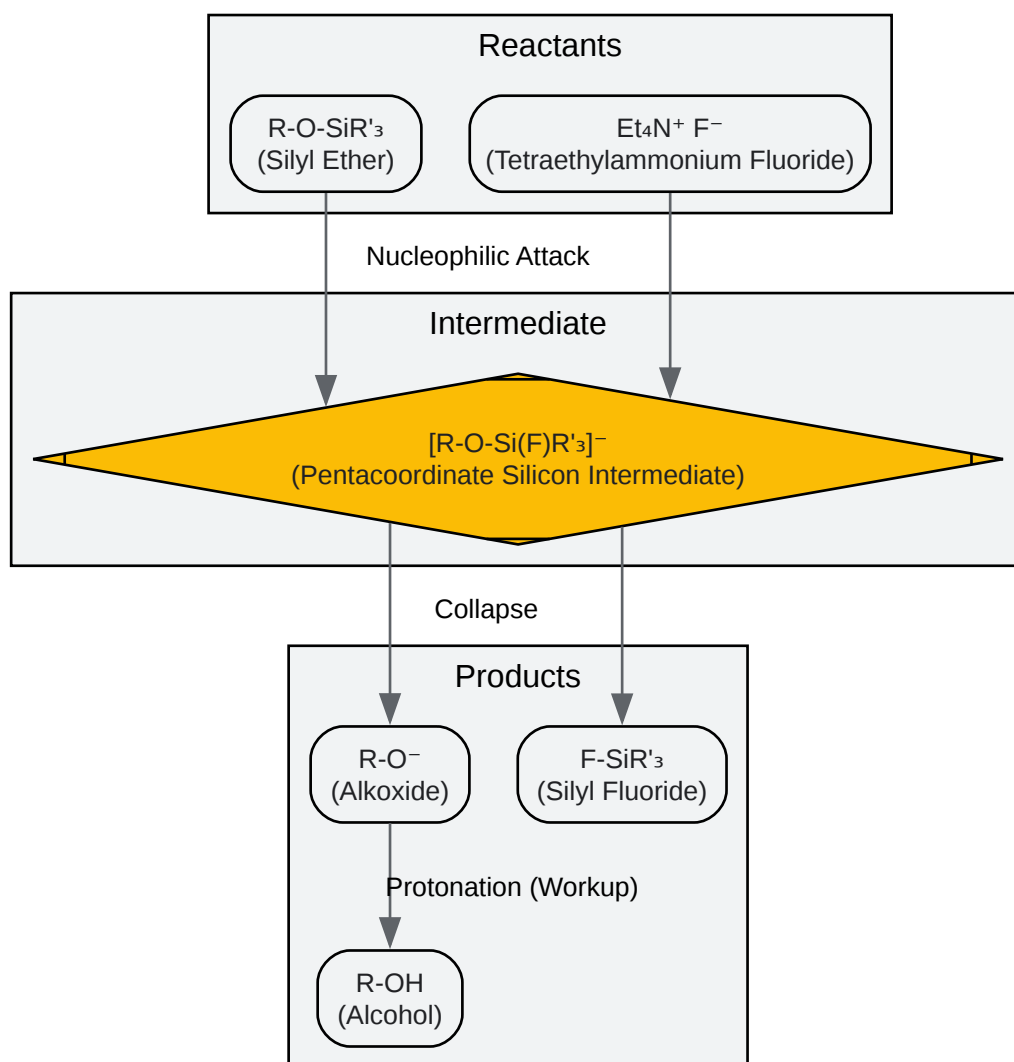 Reactants
R-O-SiR'₃
(Silyl Ether)
Et₄N⁺ F⁻
(Tetraethylammonium Fluoride)
Nucleophilic Attack
Intermediate
[R-O-Si(F)R'₃]⁻
(Pentacoordinate Silicon Intermediate)
Collapse
Products
R-O⁻
(Alkoxide)
F-SiR'₃
(Silyl Fluoride)
Protonation (Workup)
R-OH
(Alcohol)